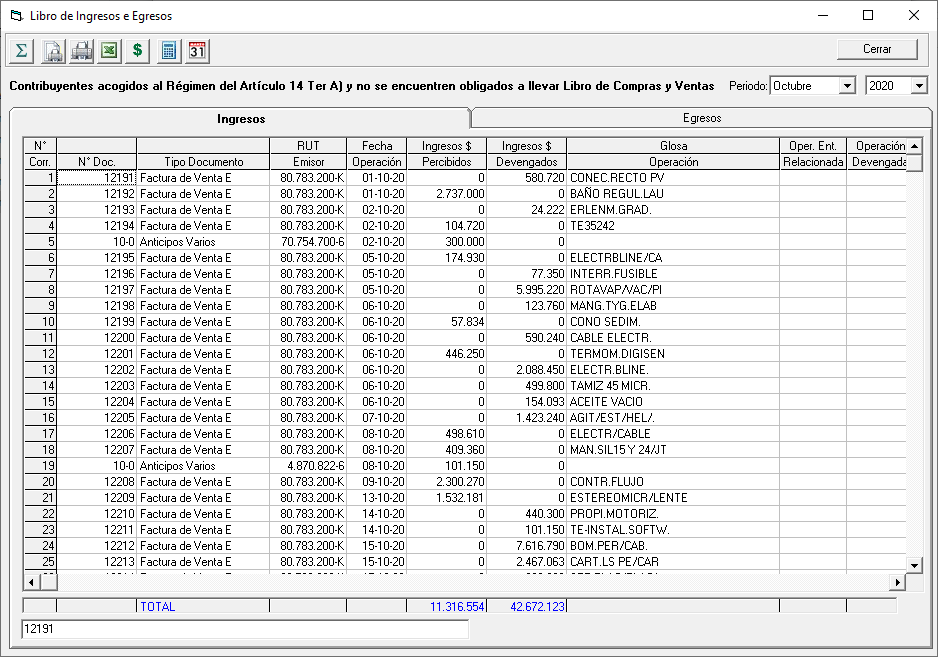 Libro de Ingresos e Egresos
Σ $ 31 Cerrar
Contribuyentes acogidos al Régimen del Artículo 14 Ter A) y no se encuentren obligados a llevar Libro de Compras y Ventas Periodo: Octubre 2020
Ingresos Egresos
N° RUT Fecha Ingresos $ Ingresos $ Glosa Oper. Ent. Operación
Corr. N° Doc. Tipo Documento Emisor Operación Percibidos Devengados Operación Relacionada Devengada
1 12191 Factura de Venta E 80.783.200-K 01-10-20 0 580.720 CONEC.RECTO PV
2 12192 Factura de Venta E 80.783.200-K 01-10-20 2.737.000 0 BAÑO REGUL.LAU
3 12193 Factura de Venta E 80.783.200-K 02-10-20 0 24.222 ERLENM.GRAD.
4 12194 Factura de Venta E 80.783.200-K 02-10-20 104.720 0 TE35242
5 10-0 Anticipos Varios 70.754.700-6 02-10-20 300.000 0
6 12195 Factura de Venta E 80.783.200-K 05-10-20 174.930 0 ELECTRBLINE/CA
7 12196 Factura de Venta E 80.783.200-K 05-10-20 0 77.350 INTERR.FUSIBLE
8 12197 Factura de Venta E 80.783.200-K 05-10-20 0 5.995.220 ROTAVAP/VAC/PI
9 12198 Factura de Venta E 80.783.200-K 06-10-20 0 123.760 MANG.TYG.ELAB
10 12199 Factura de Venta E 80.783.200-K 06-10-20 57.834 0 CONO SEDIM.
11 12200 Factura de Venta E 80.783.200-K 06-10-20 0 590.240 CABLE ELECTR.
12 12201 Factura de Venta E 80.783.200-K 06-10-20 446.250 0 TERMOM.DIGISEN
13 12202 Factura de Venta E 80.783.200-K 06-10-20 0 2.088.450 ELECTR.BLINE.
14 12203 Factura de Venta E 80.783.200-K 06-10-20 0 499.800 TAMIZ 45 MICR.
15 12204 Factura de Venta E 80.783.200-K 06-10-20 0 154.093 ACEITE VACIO
16 12205 Factura de Venta E 80.783.200-K 07-10-20 0 1.423.240 AGIT/EST/HEL/.
17 12206 Factura de Venta E 80.783.200-K 08-10-20 498.610 0 ELECTR/CABLE
18 12207 Factura de Venta E 80.783.200-K 08-10-20 409.360 0 MAN.SIL15 Y 24/JT
19 10-0 Anticipos Varios 4.870.822-6 08-10-20 101.150 0
20 12208 Factura de Venta E 80.783.200-K 09-10-20 2.300.270 0 CONTR.FLUJO
21 12209 Factura de Venta E 80.783.200-K 13-10-20 1.532.181 0 ESTEREOMICR/LENTE
22 12210 Factura de Venta E 80.783.200-K 14-10-20 0 440.300 PROPI.MOTORIZ.
23 12211 Factura de Venta E 80.783.200-K 14-10-20 0 101.150 TE-INSTAL.SOFTW.
24 12212 Factura de Venta E 80.783.200-K 15-10-20 0 7.616.790 BOM.PER/CAB.
25 12213 Factura de Venta E 80.783.200-K 15-10-20 0 2.467.063 CART.LS PE/CAR
TOTAL 11.316.554 42.672.123
12191